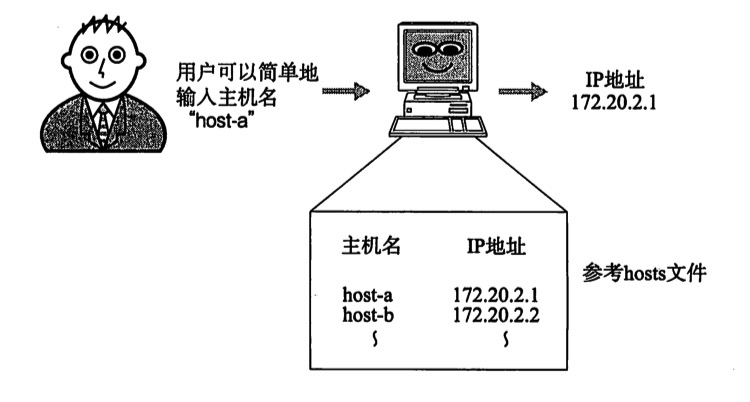 用户可以简单地
输入主机名
“host-a”
IP地址
172.20.2.1
主机名 IP地址
host-a 172.20.2.1
host-b 172.20.2.2
参考hosts文件